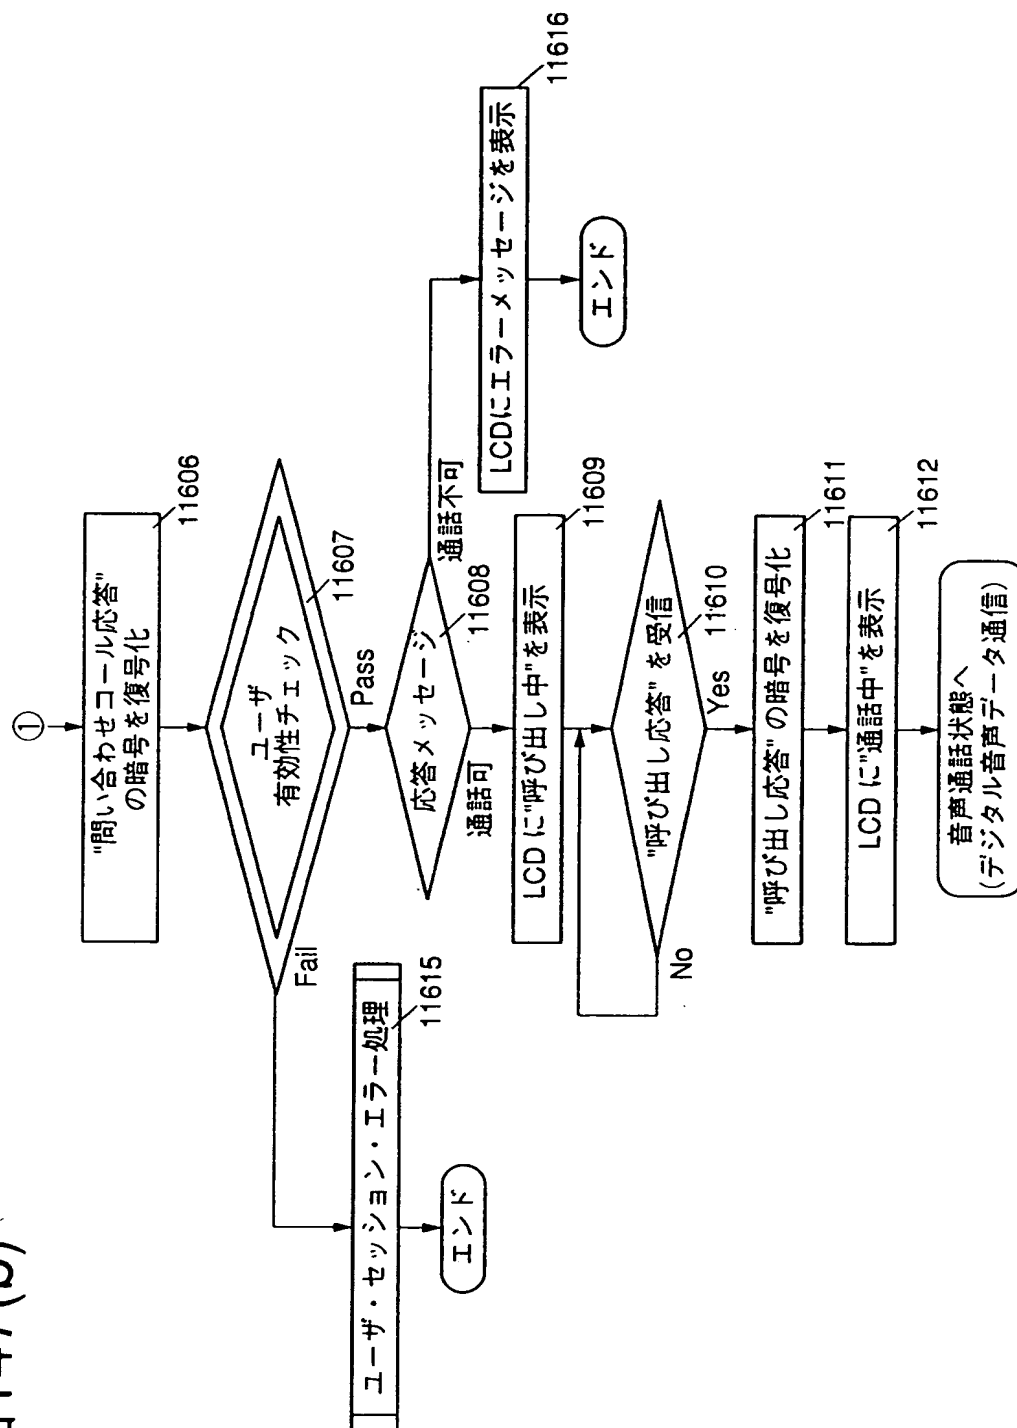 ①
"問い合わせコール応答"
の暗号を復号化
11606
ユーザ
有効性チェック
11607
Fail
Pass
ユーザ・セッション・エラー処理
11615
エンド
応答メッセージ
11608
通話不可
通話可
LCDにエラーメッセージを表示
11616
エンド
LCD に"呼び出し中"を表示
11609
"呼び出し応答" を受信
11610
No
Yes
"呼び出し応答" の暗号を復号化
11611
LCD に"通話中"を表示
11612
音声通話状態へ
(デジタル音声データ通信)